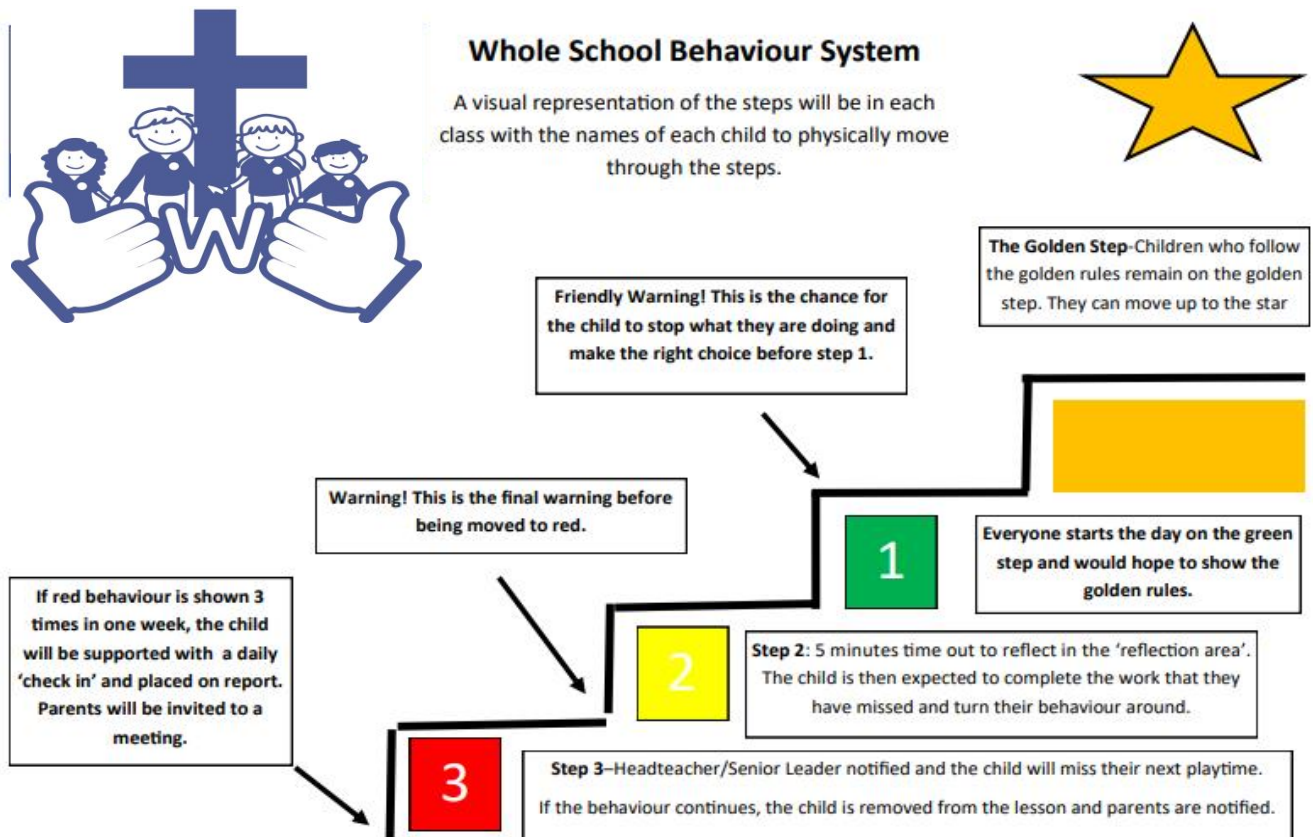 Whole School Behaviour System
A visual representation of the steps will be in each
class with the names of each child to physically move
through the steps.
W
The Golden Step-Children who follow
the golden rules remain on the golden
step. They can move up to the star
Friendly Warning! This is the chance for
the child to stop what they are doing and
make the right choice before step 1.
Warning! This is the final warning before
being moved to red.
1
Everyone starts the day on the green
step and would hope to show the
golden rules.
If red behaviour is shown 3
times in one week, the child
will be supported with a daily
'check in' and placed on report.
Parents will be invited to a
meeting.
2
Step 2: 5 minutes time out to reflect in the ‘reflection area’.
The child is then expected to complete the work that they
have missed and turn their behaviour around.
3
Step 3–Headteacher/Senior Leader notified and the child will miss their next playtime.
If the behaviour continues, the child is removed from the lesson and parents are notified.